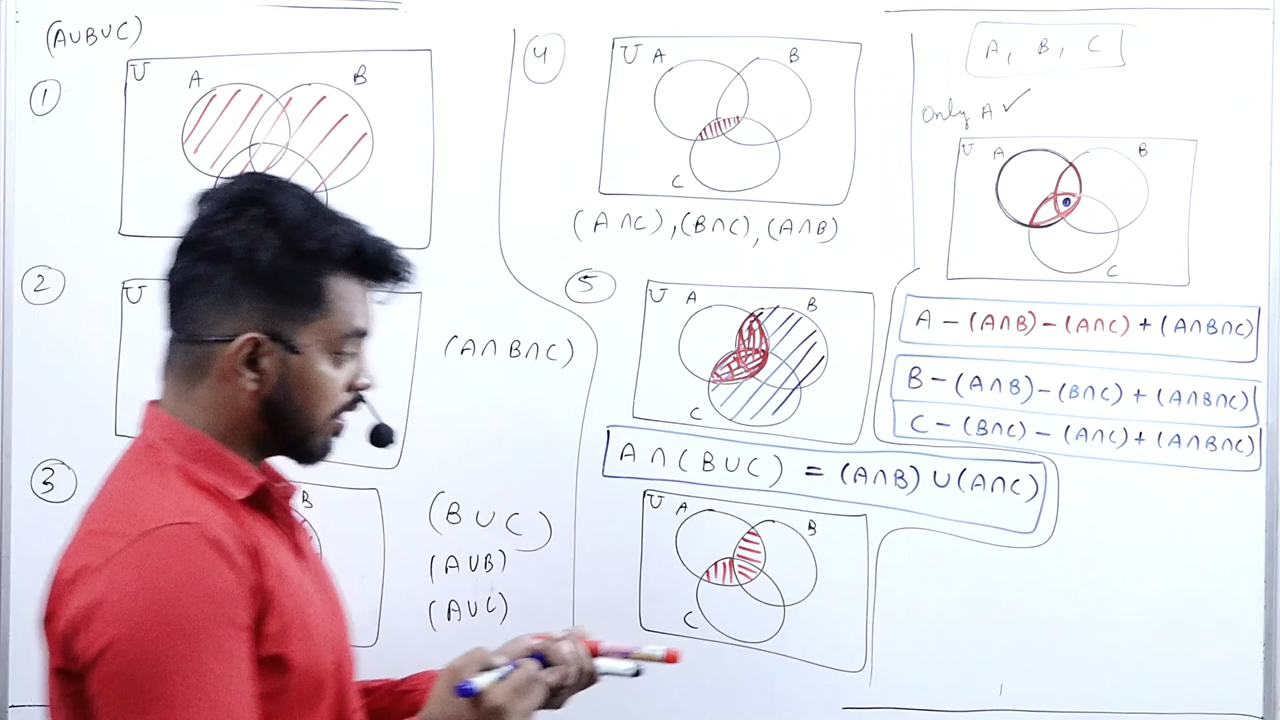 (A∪B∪C)
1
U A B
2
U
(A∩B∩C)
3
B
(B∪C)
(A∪B)
(A∪C)
4
U A B
C
(A∩C), (B∩C), (A∩B)
5
U A B
C
A∩(B∪C) = (A∩B)∪(A∩C)
U A B
C
A, B, C
Only A ✓
U A B
C
A - (A∩B) - (A∩C) + (A∩B∩C)
B - (A∩B) - (B∩C) + (A∩B∩C)
C - (B∩C) - (A∩C) + (A∩B∩C)